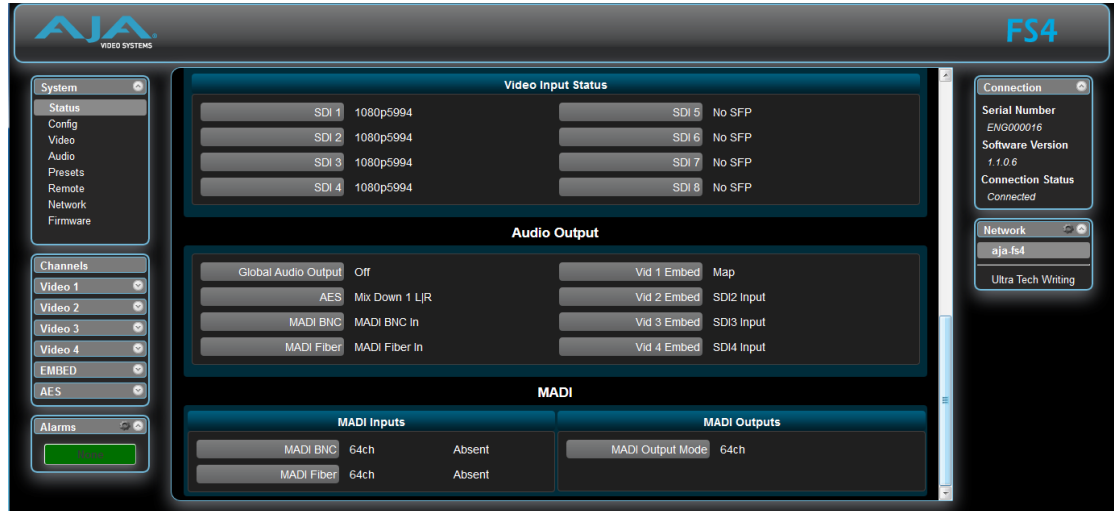 AJA
VIDEO SYSTEMS
FS4
System
Status
Config
Video
Audio
Presets
Remote
Network
Firmware
Channels
Video 1
Video 2
Video 3
Video 4
EMBED
AES
Alarms
None
Video Input Status
SDI 1 1080p5994 SDI 5 No SFP
SDI 2 1080p5994 SDI 6 No SFP
SDI 3 1080p5994 SDI 7 No SFP
SDI 4 1080p5994 SDI 8 No SFP
Audio Output
Global Audio Output Off Vid 1 Embed Map
AES Mix Down 1 L|R Vid 2 Embed SDI2 Input
MADI BNC MADI BNC In Vid 3 Embed SDI3 Input
MADI Fiber MADI Fiber In Vid 4 Embed SDI4 Input
MADI
MADI Inputs MADI Outputs
MADI BNC 64ch Absent MADI Output Mode 64ch
MADI Fiber 64ch Absent
Connection
Serial Number
ENG000016
Software Version
1.1.0.6
Connection Status
Connected
Network
aja-fs4
Ultra Tech Writing